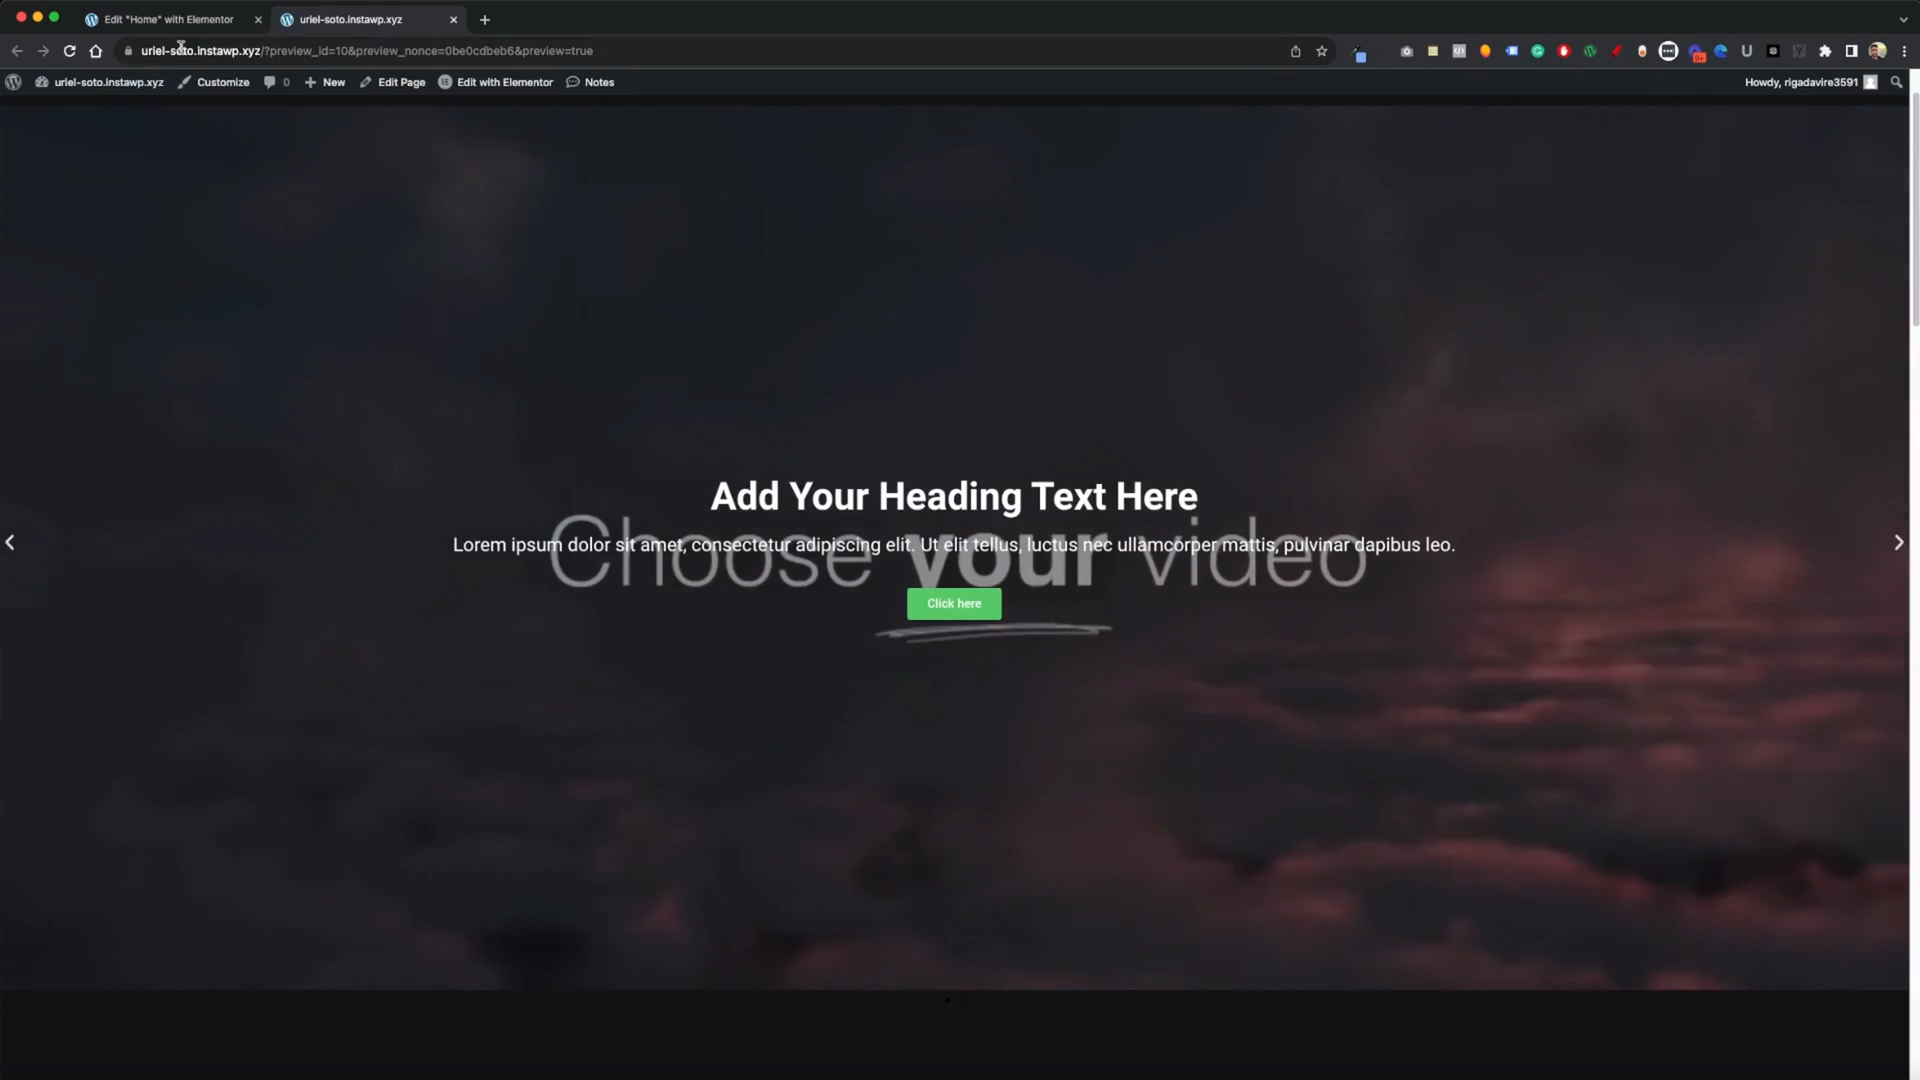 Edit "Home" with Elementor
uriel-soto.instawp.xyz
uriel-soto.instawp.xyz/?preview_id=10&preview_nonce=0be0cdbeb6&preview=true
uriel-soto.instawp.xyz
Customize
0
New
Edit Page
Edit with Elementor
Notes
Howdy, rigadavire3591
Add Your Heading Text Here
Choose your video
Lorem ipsum dolor sit amet, consectetur adipiscing elit. Ut elit tellus, luctus nec ullamcorper mattis, pulvinar dapibus leo.
Click here